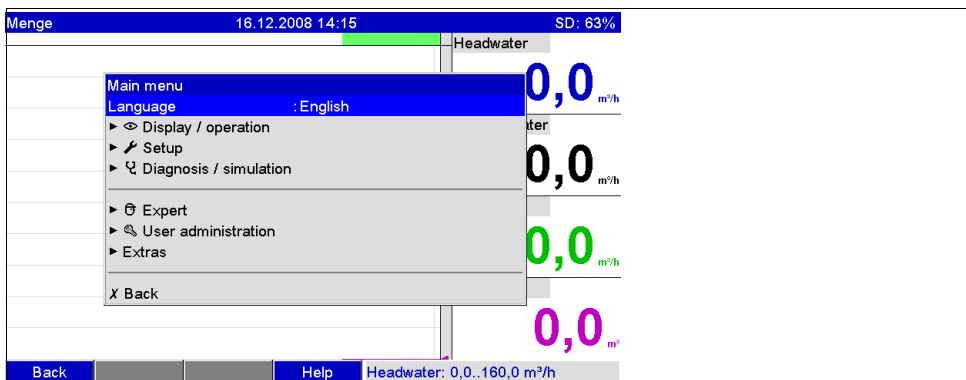 Menge 16.12.2008 14:15 SD: 63%
Headwater
0,0 m³/h
Main menu
Language : English
► Display / operation
► Setup
► Diagnosis / simulation
► Expert
► User administration
► Extras
X Back
0,0 m³/h
0,0 m³/h
0,0 m³
Back Help Headwater: 0,0..160,0 m³/h